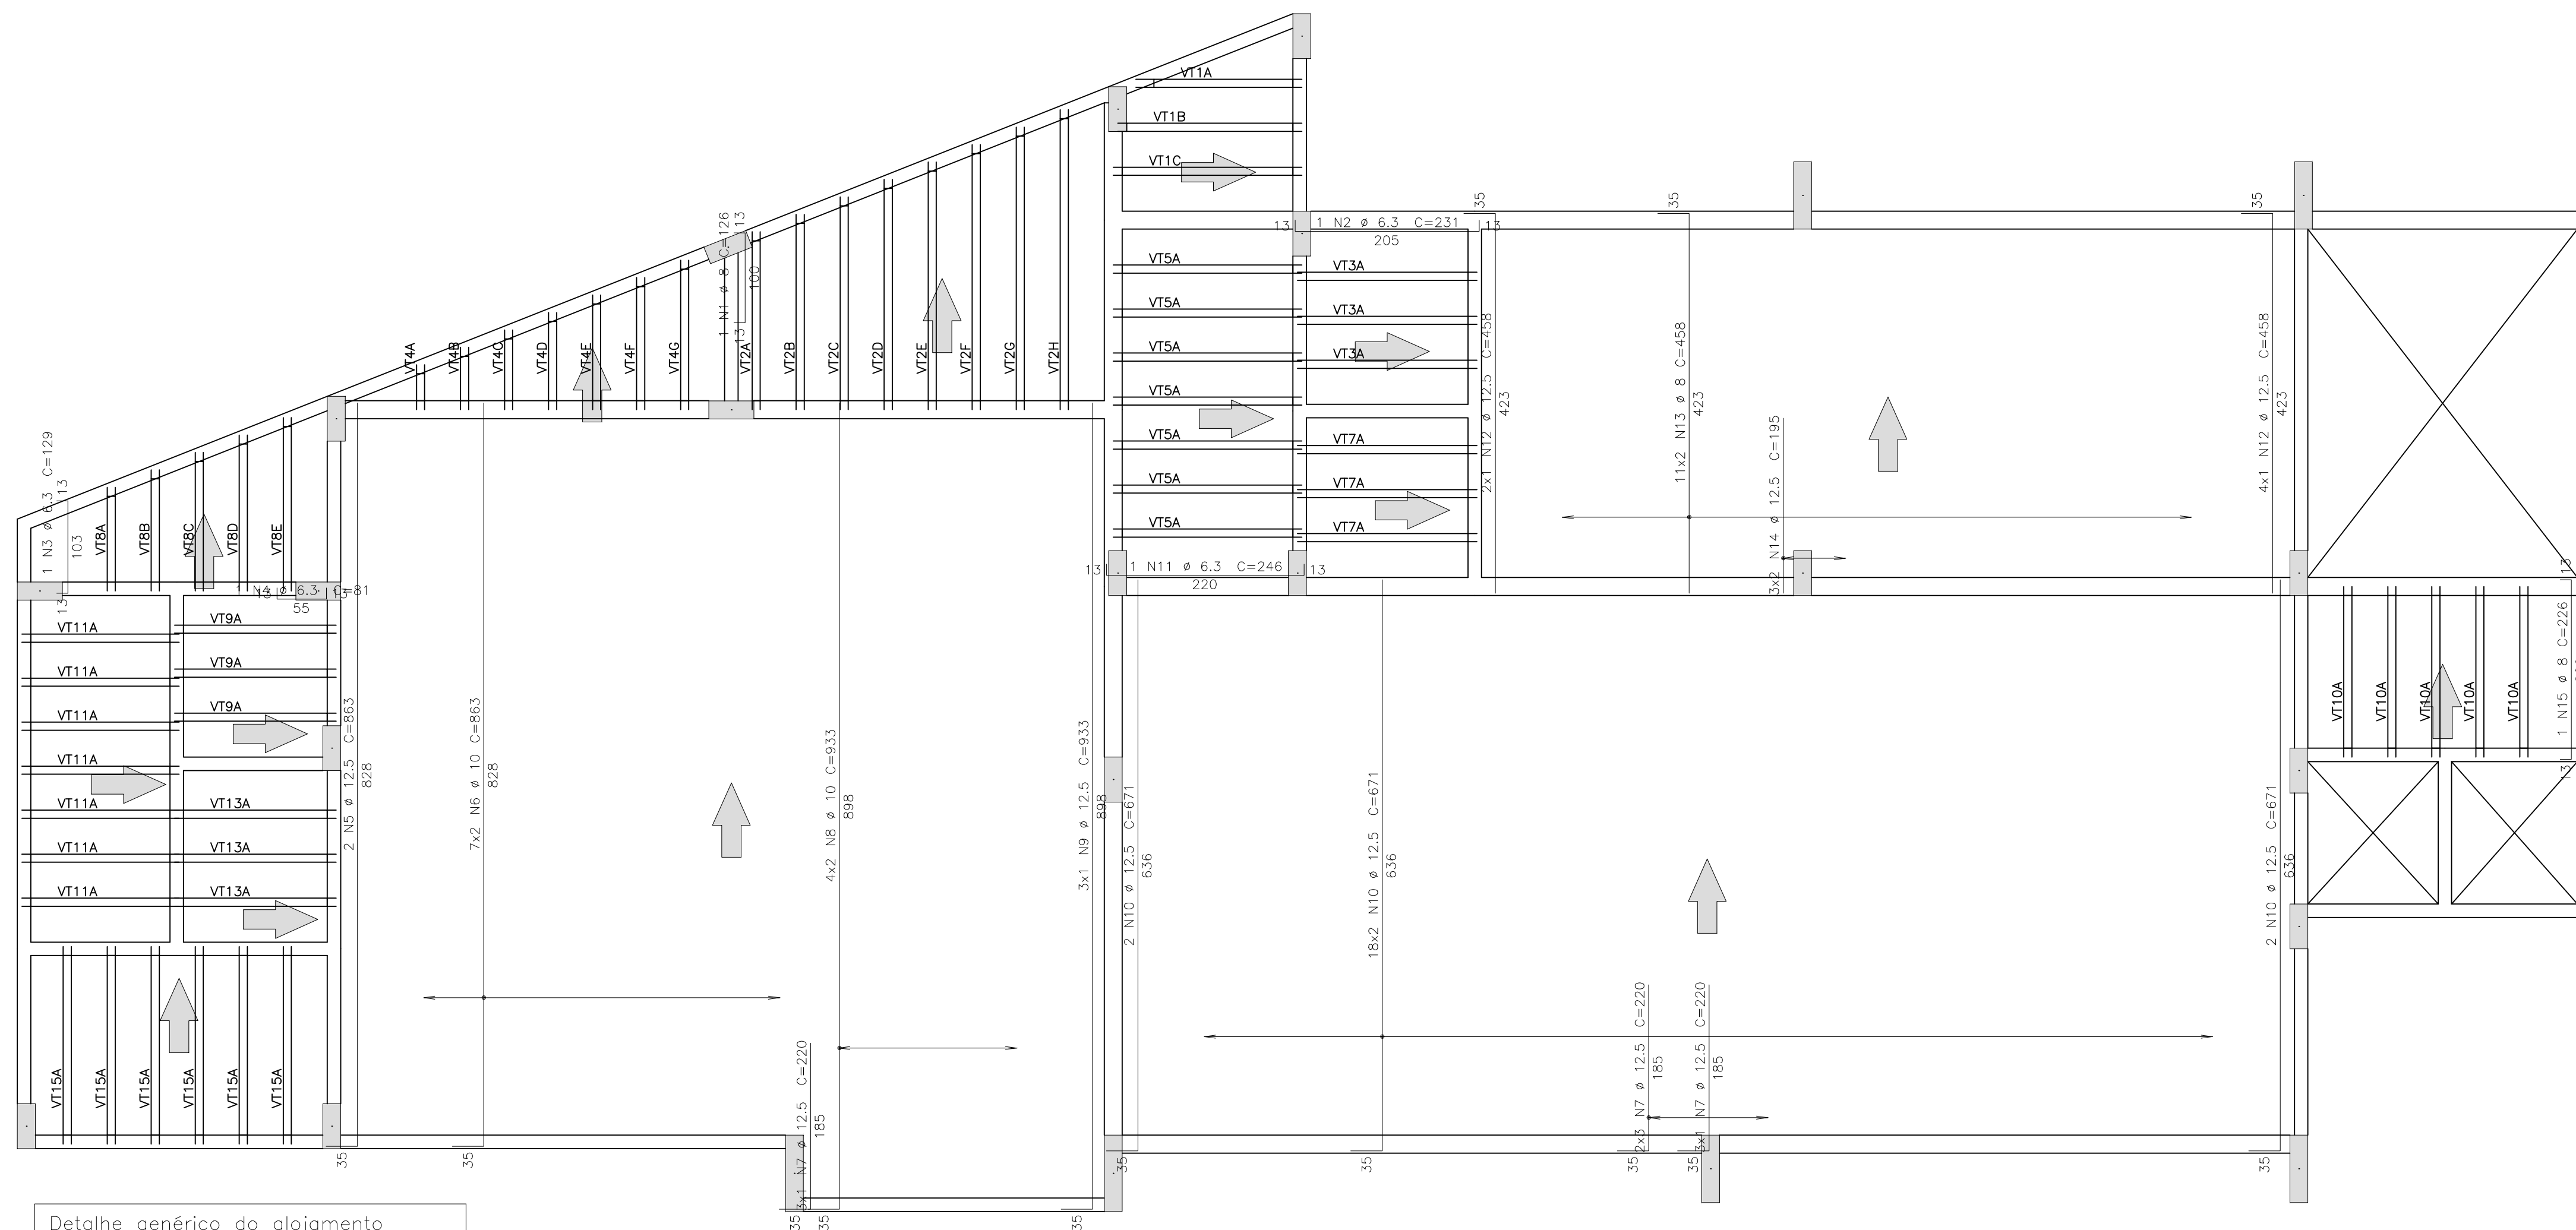 VT1A
VT1B
VT1C
13
1 N2 ø 6.3  C=231
13
205
35
35
35
VT5A
VT5A
VT5A
VT5A
VT5A
VT5A
VT5A
VT3A
VT3A
VT3A
VT7A
VT7A
VT7A
2x1  N12 ø 12.5  C=458
423
11x2 N13 ø 8 C=458
423
3x2  N14 ø 12.5  C=195
4x1  N12 ø 12.5  C=458
423
1 N1 ø 8 C=126
13
100
13
VT4A
VT4B
VT4C
VT4D
VT4E
VT4F
VT4G
VT2A
VT2B
VT2C
VT2D
VT2E
VT2F
VT2G
VT2H
1 N3 ø 6.3  C=129
13
103
13
VT8A
VT8B
VT8C
VT8D
VT8E
N4 ø 6.3  C=81
13
13
55
13
1 N11 ø 6.3  C=246
13
220
VT11A
VT11A
VT11A
VT11A
VT11A
VT11A
VT11A
VT9A
VT9A
VT9A
VT13A
VT13A
VT13A
2 N5 ø 12.5  C=863
828
35
7x2 N6 ø 10 C=863
828
35
4x2 N8 ø 10 C=933
898
35
3x1  N9 ø 12.5  C=933
898
35
2 N10 ø 12.5  C=671
636
35
18x2  N10 ø 12.5  C=671
636
35
2 N10 ø 12.5  C=671
636
35
VT10A
VT10A
VT10A
VT10A
VT10A
13
1 N15 ø 8 C=226
13
VT15A
VT15A
VT15A
VT15A
VT15A
VT15A
3x1  N7 ø 12.5  C=220
185
35
2x3  N7 ø 12.5  C=220
185
35
3x1  N7 ø 12.5  C=220
185
35
Detalhe genérico do alojamento